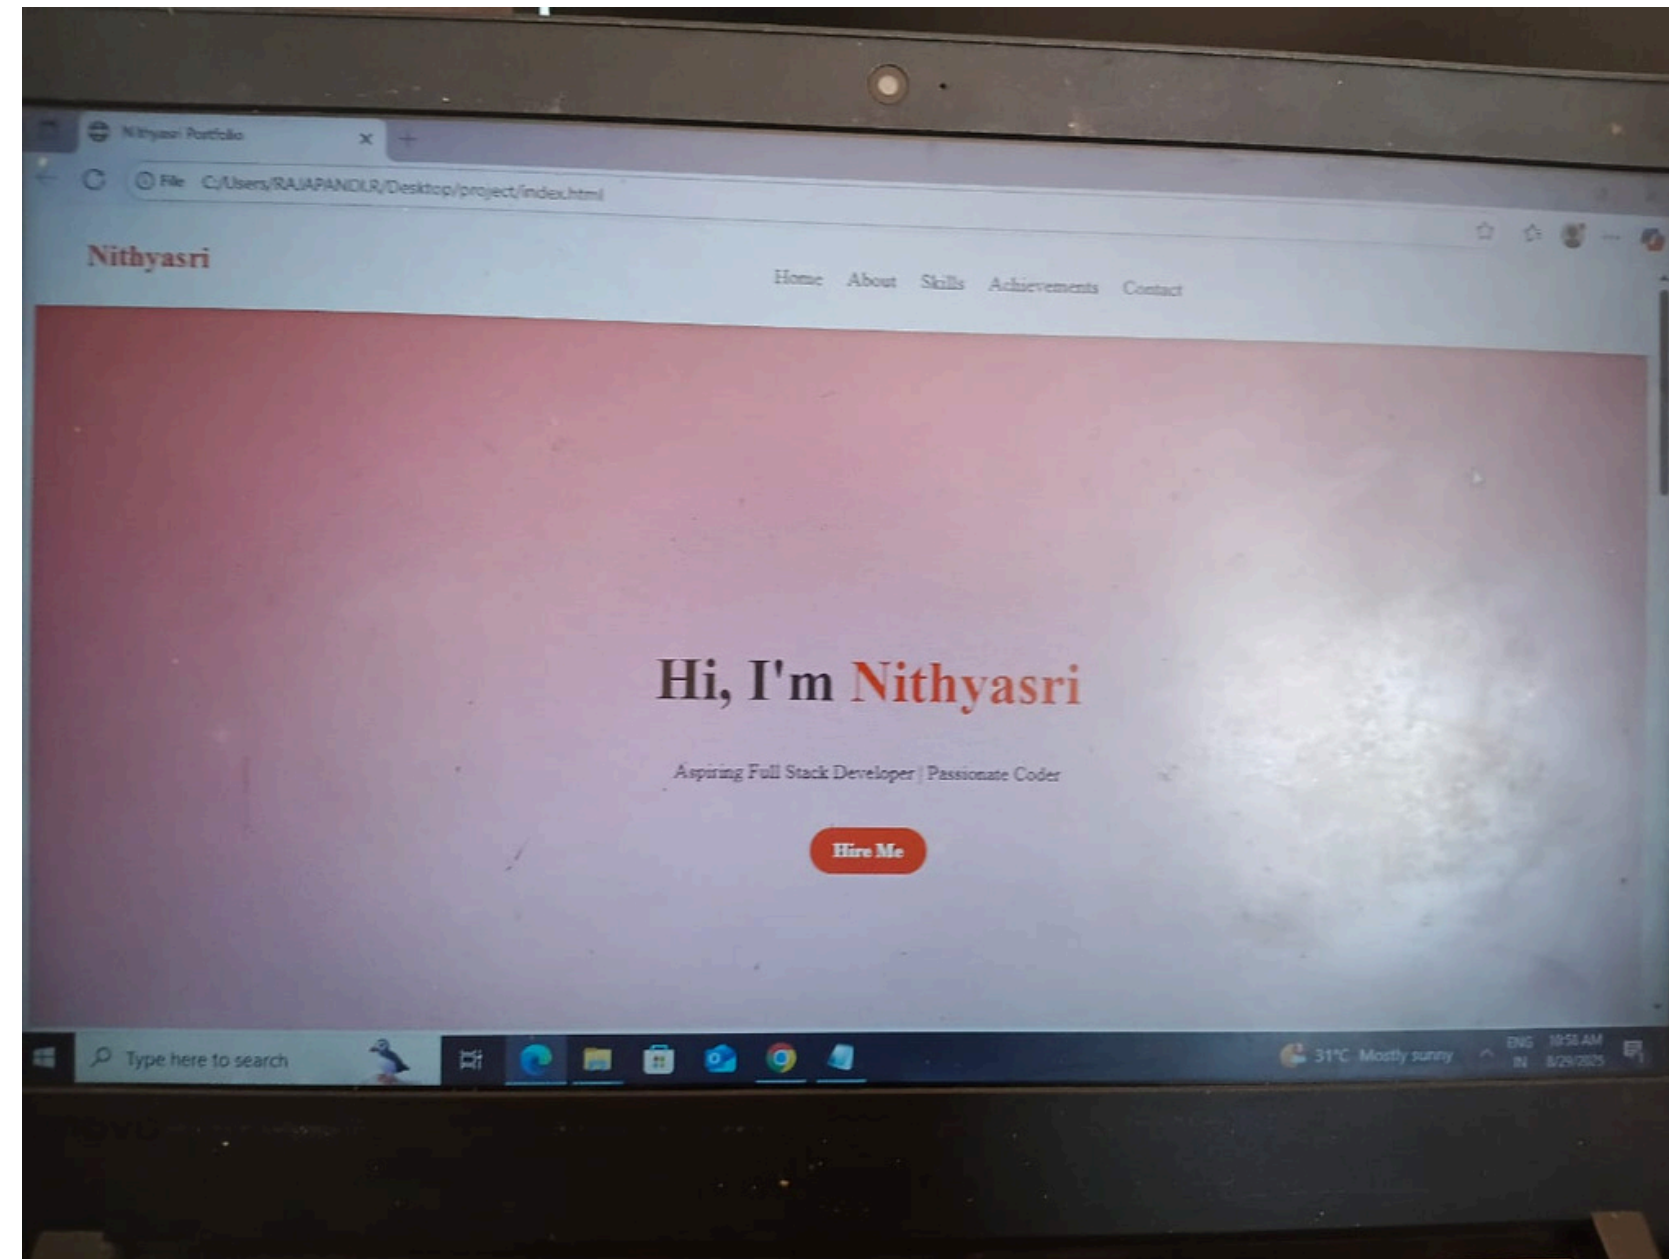 Nithyasri Portfolio
File C:/Users/RAJAPANDI.R/Desktop/project/index.html
Nithyasri
Home About Skills Achievements Contact
Hi, I'm Nithyasri
Aspiring Full Stack Developer | Passionate Coder
Hire Me
Type here to search
31°C Mostly sunny
ENG 10:58 AM
IN 8/29/2025